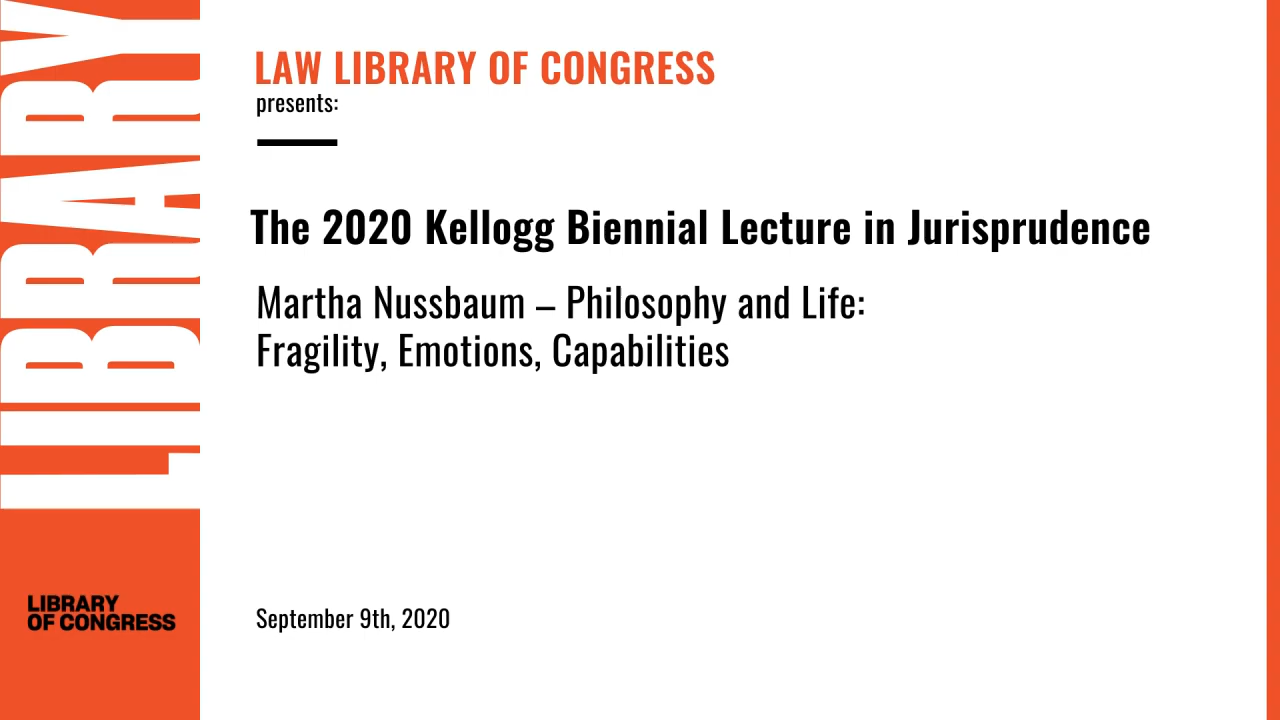 LIBRARY
LAW LIBRARY OF CONGRESS
presents:
The 2020 Kellogg Biennial Lecture in Jurisprudence
Martha Nussbaum – Philosophy and Life:
Fragility, Emotions, Capabilities
September 9th, 2020
LIBRARY
OF CONGRESS